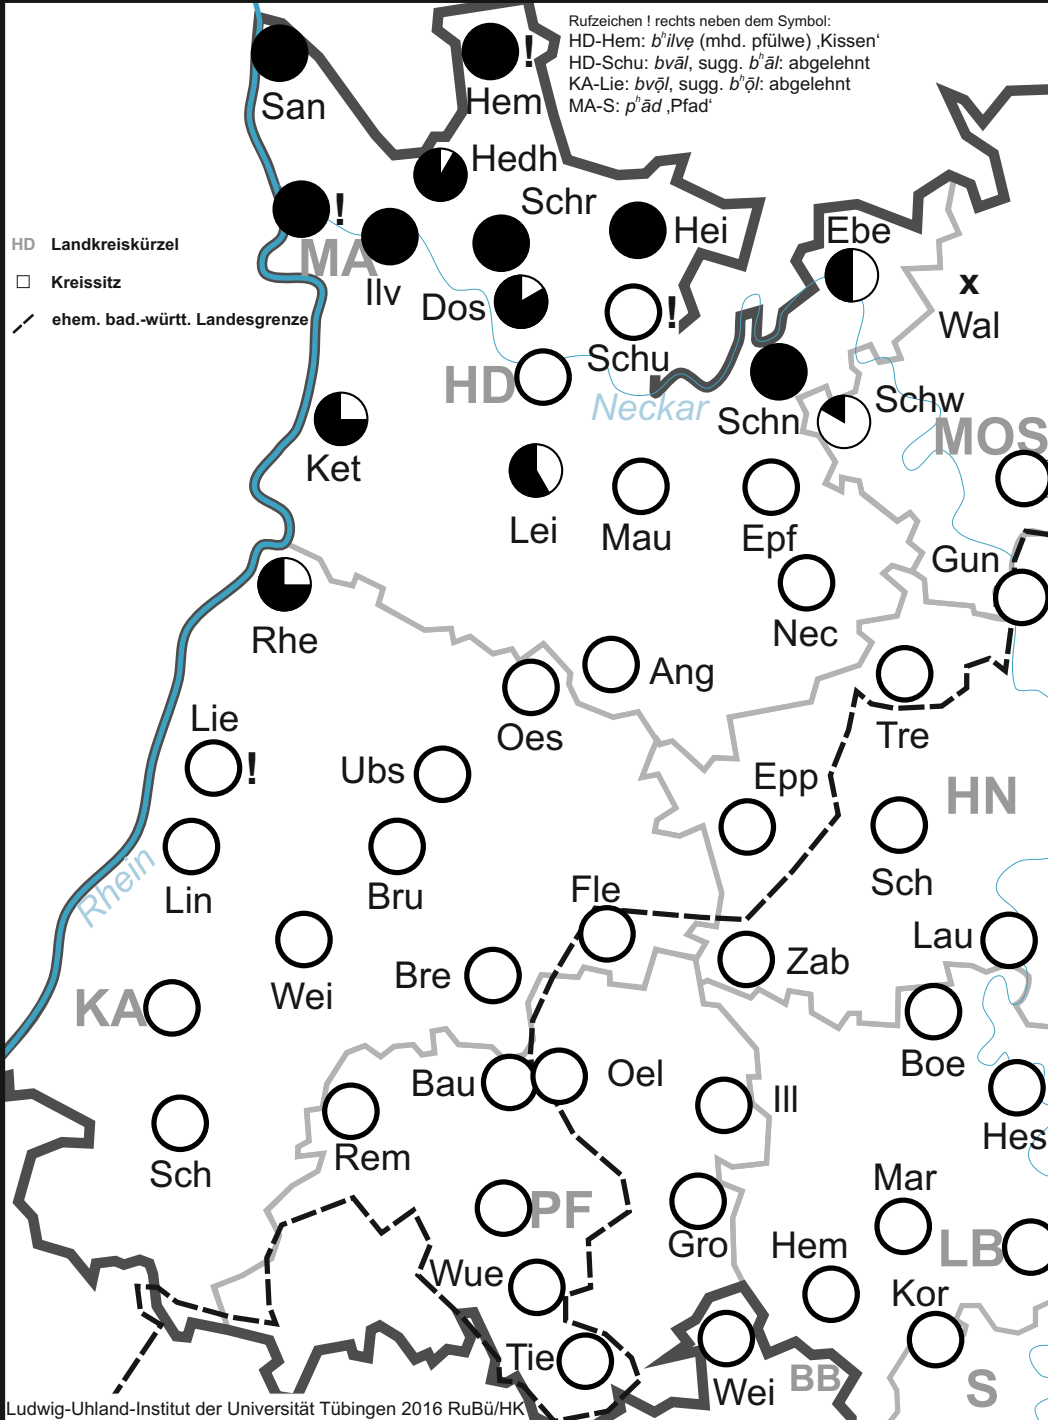 Rufzeichen ! rechts neben dem Symbol:
HD-Hem: bʰilvẹ (mhd. pfülwe) ‚Kissen‘
HD-Schu: bvāl, sugg. bʰāl: abgelehnt
KA-Lie: bvǭl, sugg. bʰǭl: abgelehnt
MA-S: pʰād ‚Pfad‘
San
Hem
!
Hedh
Schr
Hei
Ebe
!
MA
HD Landkreiskürzel
Kreissitz
ehem. bad.-württ. Landesgrenze
Ilv
Dos
!
x
Wal
Schu
HD
Neckar
Schn
Schw
MOS
Ket
Lei
Mau
Epf
Gun
Rhe
Nec
Ang
Oes
Tre
Lie
!
Ubs
Epp
HN
Rhein
Lin
Bru
Fle
Sch
Wei
Bre
Zab
Lau
KA
Bau
Oel
Ill
Boe
Hes
Sch
Rem
PF
Gro
Mar
Hem
LB
Wue
Kor
Tie
Wei
BB
S
Ludwig-Uhland-Institut der Universität Tübingen 2016 RuBü/HK